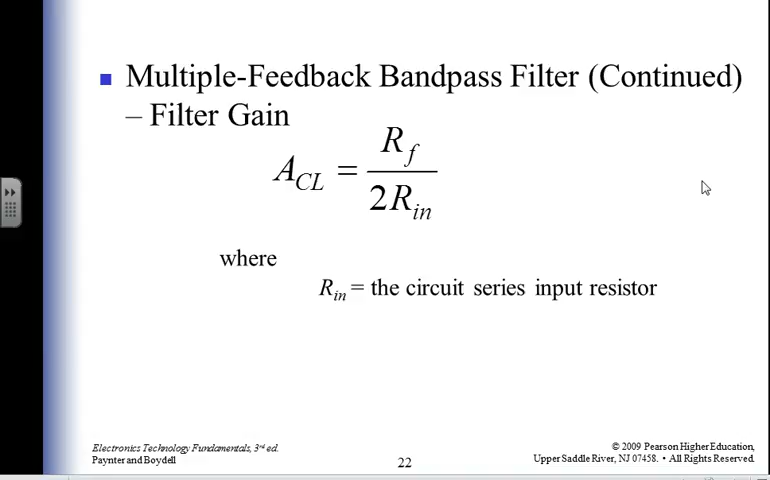 Multiple-Feedback Bandpass Filter (Continued)
– Filter Gain
A_CL = R_f / 2R_in
where
R_in = the circuit series input resistor
Electronics Technology Fundamentals, 3rd ed.
Paynter and Boydell
22
© 2009 Pearson Higher Education,
Upper Saddle River, NJ 07458. • All Rights Reserved.